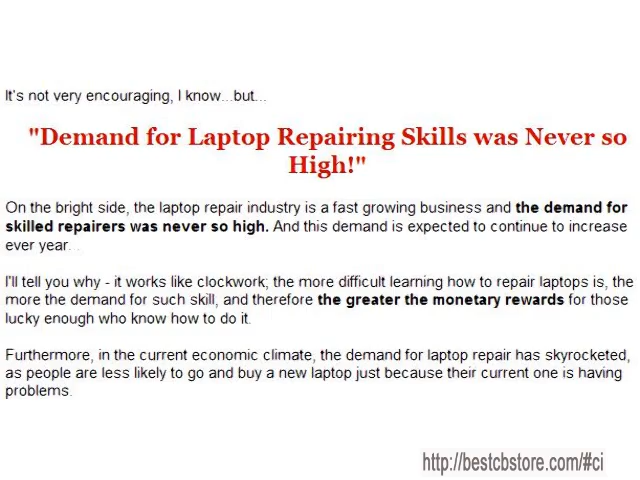 It's not very encouraging, I know...but...
"Demand for Laptop Repairing Skills was Never so
High!"
On the bright side, the laptop repair industry is a fast growing business and the demand for
skilled repairers was never so high. And this demand is expected to continue to increase
ever year.
I'll tell you why - it works like clockwork; the more difficult learning how to repair laptops is, the
more the demand for such skill, and therefore the greater the monetary rewards for those
lucky enough who know how to do it.
Furthermore, in the current economic climate, the demand for laptop repair has skyrocketed,
as people are less likely to go and buy a new laptop just because their current one is having
problems.
http://bestcbstore.com/#ci